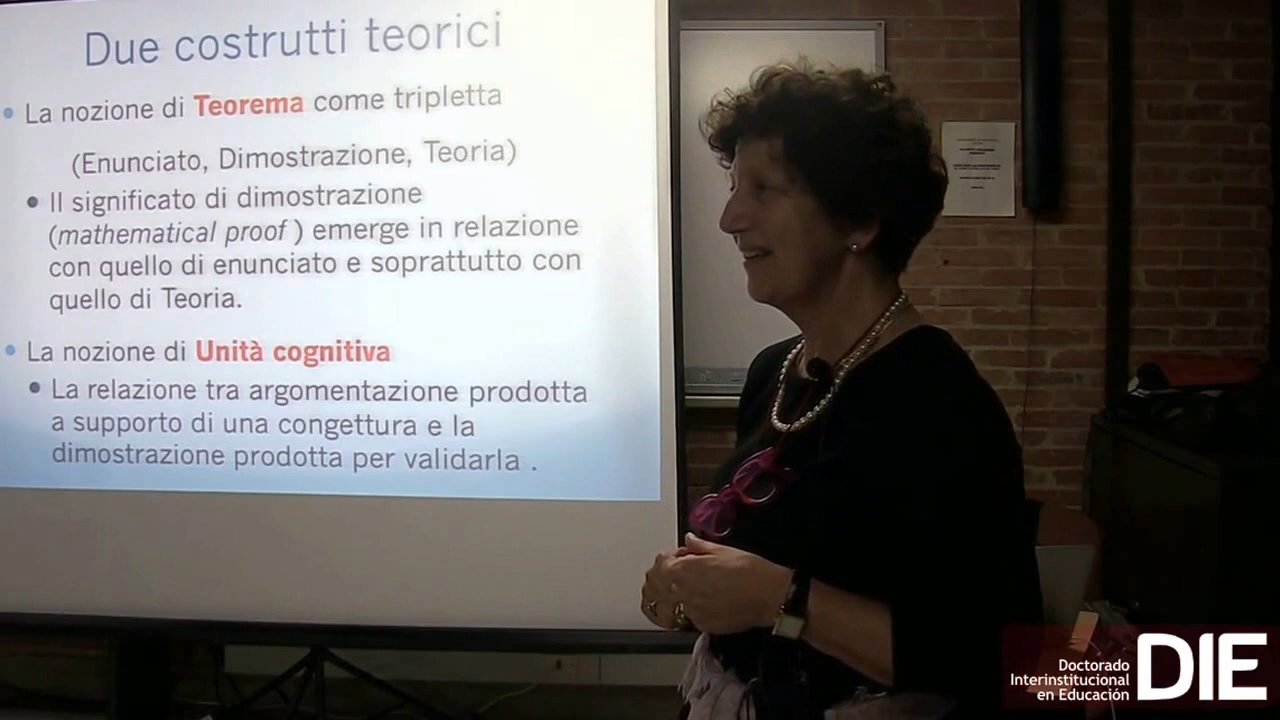 Due costrutti teorici
La nozione di Teorema come tripletta
(Enunciato, Dimostrazione, Teoria)
Il significato di dimostrazione
(mathematical proof ) emerge in relazione
con quello di enunciato e soprattutto con
quello di Teoria.
La nozione di Unità cognitiva
La relazione tra argomentazione prodotta
a supporto di una congettura e la
dimostrazione prodotta per validarla .
Doctorado
Interinstitucional
en Educación
DIE